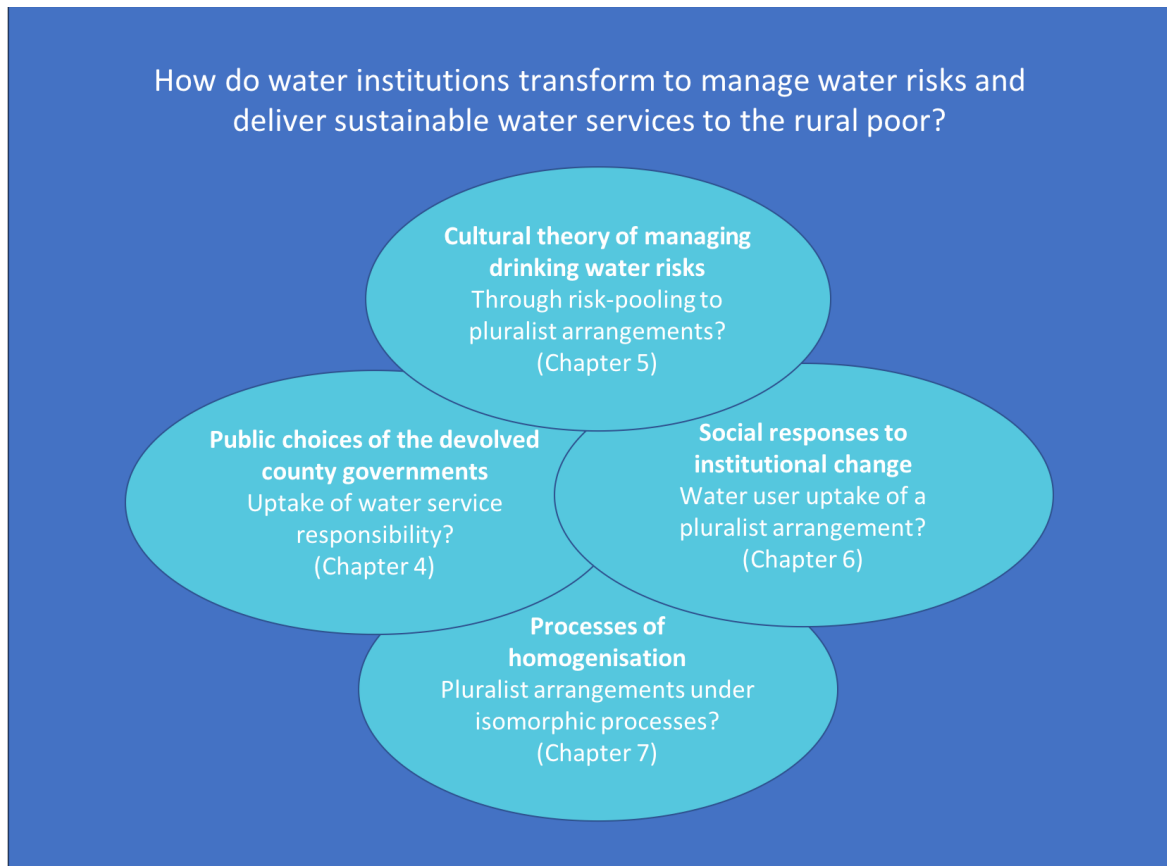 How do water institutions transform to manage water risks and
deliver sustainable water services to the rural poor?
Cultural theory of managing
drinking water risks
Through risk-pooling to
pluralist arrangements?
(Chapter 5)
Public choices of the devolved
county governments
Uptake of water service
responsibility?
(Chapter 4)
Social responses to
institutional change
Water user uptake of a
pluralist arrangement?
(Chapter 6)
Processes of
homogenisation
Pluralist arrangements under
isomorphic processes?
(Chapter 7)